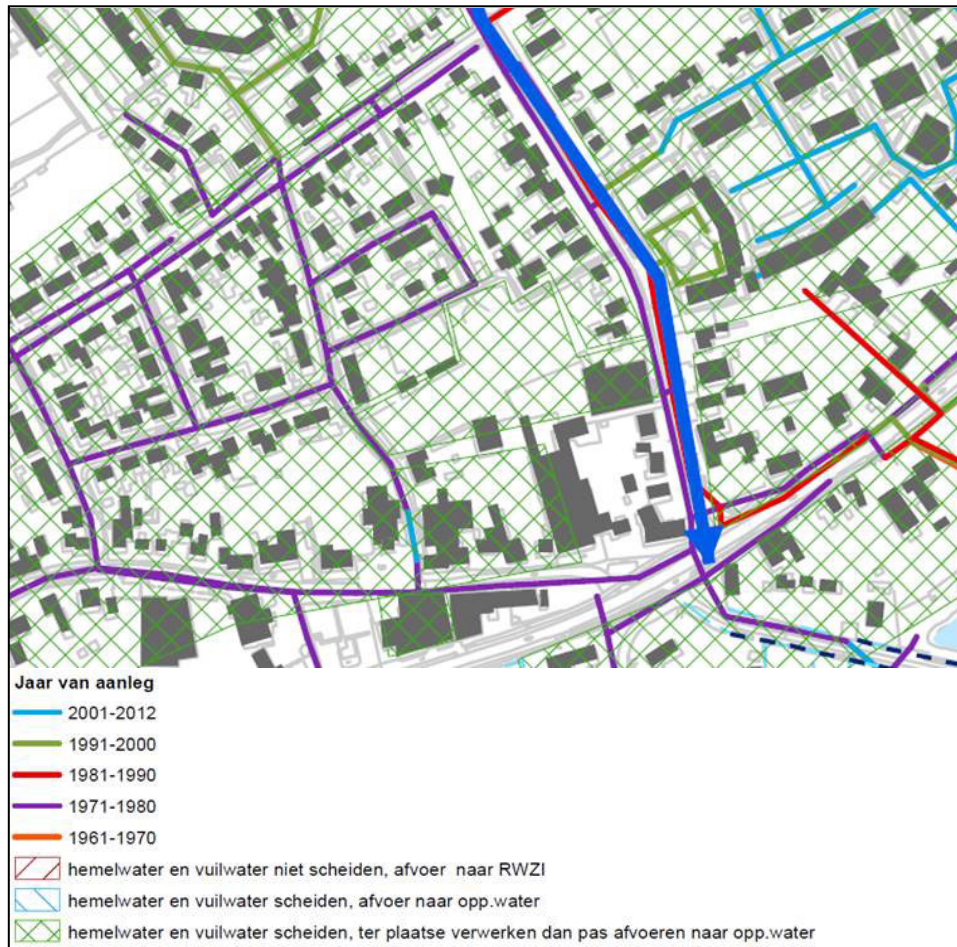 Jaar van aanleg
2001-2012
1991-2000
1981-1990
1971-1980
1961-1970
hemelwater en vuilwater niet scheiden, afvoer naar RWZI
hemelwater en vuilwater scheiden, afvoer naar opp.water
hemelwater en vuilwater scheiden, ter plaatse verwerken dan pas afvoeren naar opp.water